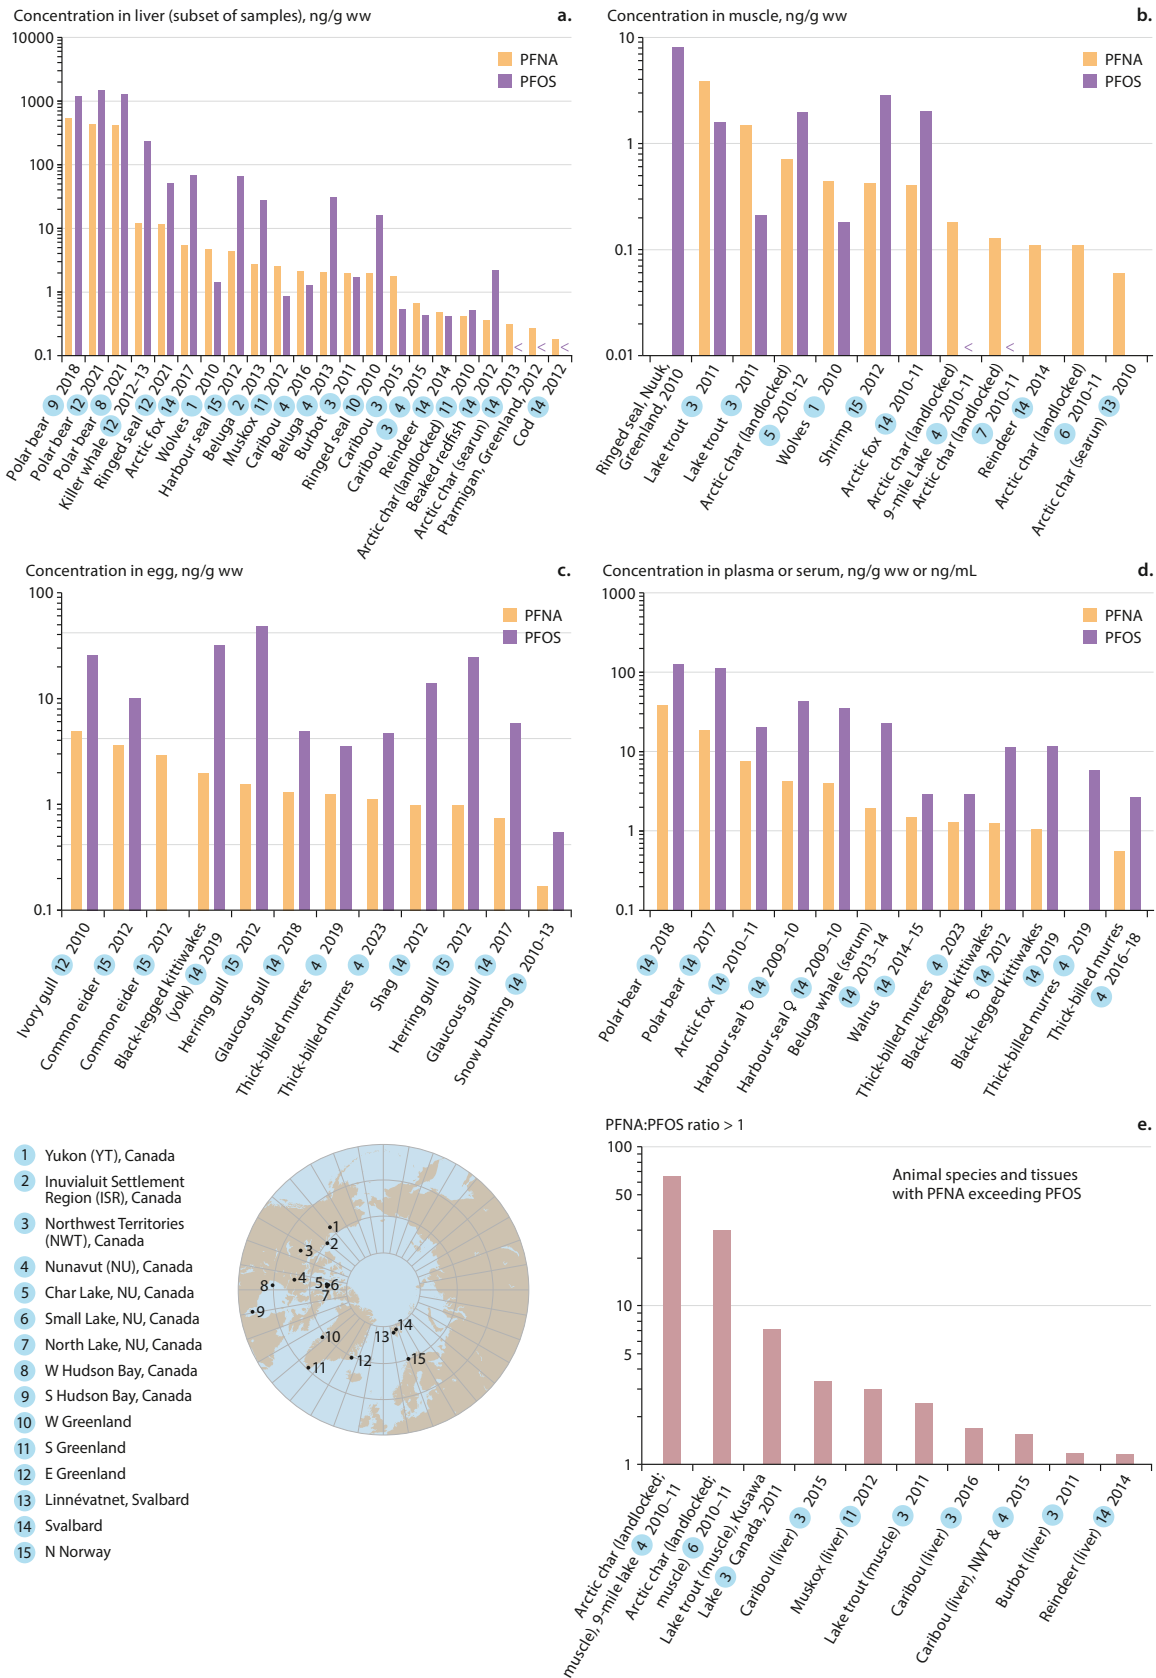 Concentration in liver (subset of samples), ng/g ww
a.
10000
1000
100
10
1
0.1
PFNA
PFOS
<
<
<
Polar bear 9 2018
Polar bear 12 2021
Polar bear 8 2021
Killer whale 12 2012–13
Ringed seal 12 2021
Arctic fox 14 2017
Wolves 1 2010
Harbour seal 15 2012
Beluga 2 2013
Muskox 11 2012
Caribou 4 2016
Beluga 4 2013
Burbot 3 2011
Ringed seal 10 2010
Caribou 3 2015
Caribou 3 4 2015
Reindeer 14 2014
Arctic char (landlocked) 11 2010
Beaked redfish 14 2012
Arctic char (searun) 14 2013
Ptarmigan, Greenland, 2012
Cod 14 2012
Concentration in muscle, ng/g ww
b.
10
1
0.1
0.01
PFNA
PFOS
<
<
Ringed seal, Nuuk,
Greenland, 2010
Lake trout 3 2011
Lake trout 3 2011
Arctic char (landlocked)
5 2010–12
Wolves 1 2010
Shrimp 15 2012
Arctic fox 14 2010–11
Arctic char (landlocked)
9-mile Lake 4 2010–11
Arctic char (landlocked)
7 2010–11
Reindeer 14 2014
Arctic char (landlocked)
6 2010–11
Arctic char (searun) 13 2010
Concentration in egg, ng/g ww
c.
100
10
1
0.1
PFNA
PFOS
Ivory gull 12 2010
Common eider 15 2012
Common eider 15 2012
Black-legged kittiwakes
(yolk) 14 2019
Herring gull 15 2012
Glaucous gull 14 2018
Thick-billed murres 4 2019
Thick-billed murres 4 2023
Shag 14 2012
Herring gull 15 2012
Glaucous gull 14 2017
Snow bunting 14 2010-13
Concentration in plasma or serum, ng/g ww or ng/mL
d.
1000
100
10
1
0.1
PFNA
PFOS
Polar bear 14 2018
Polar bear 14 2017
Arctic fox 14 2010–11
Harbour seal ♂ 14 2009–10
Harbour seal ♀ 14 2009–10
Beluga whale (serum)
14 2013–14
Walrus 14 2014–15
Thick-billed murres 4 2023
Black-legged kittiwakes
♂ 14 2012
Black-legged kittiwakes
14 2019
Thick-billed murres 4 2019
Thick-billed murres
4 2016–18
1 Yukon (YT), Canada
2 Inuvialuit Settlement
Region (ISR), Canada
3 Northwest Territories
(NWT), Canada
4 Nunavut (NU), Canada
5 Char Lake, NU, Canada
6 Small Lake, NU, Canada
7 North Lake, NU, Canada
8 W Hudson Bay, Canada
9 S Hudson Bay, Canada
10 W Greenland
11 S Greenland
12 E Greenland
13 Linnévatnet, Svalbard
14 Svalbard
15 N Norway
1
2
3
4
5
6
7
8
9
10
11
12
13
14
15
PFNA:PFOS ratio > 1
e.
100
50
10
5
1
Animal species and tissues
with PFNA exceeding PFOS
Arctic char (landlocked;
muscle), 9-mile lake 4 2010–11
Arctic char (landlocked;
muscle) 6 2010–11
Lake trout (muscle), Kusawa
Lake 3 Canada, 2011
Caribou (liver) 3 2015
Muskox (liver) 11 2012
Lake trout (muscle) 3 2011
Caribou (liver) 3 2016
Caribou (liver), NWT & 4 2015
Burbot (liver) 3 2011
Reindeer (liver) 14 2014